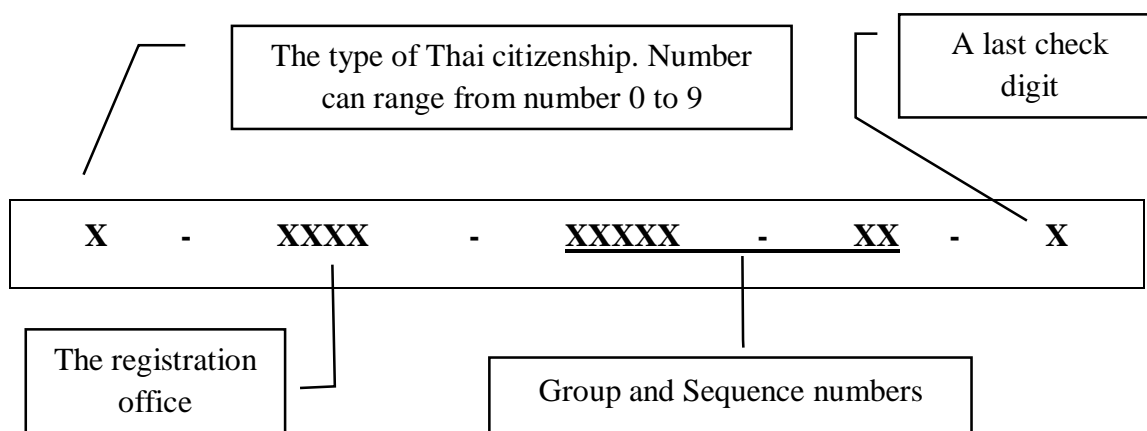 The type of Thai citizenship. Number
can range from number 0 to 9
A last check
digit
X - XXXX - XXXXX - XX - X
The registration
office
Group and Sequence numbers